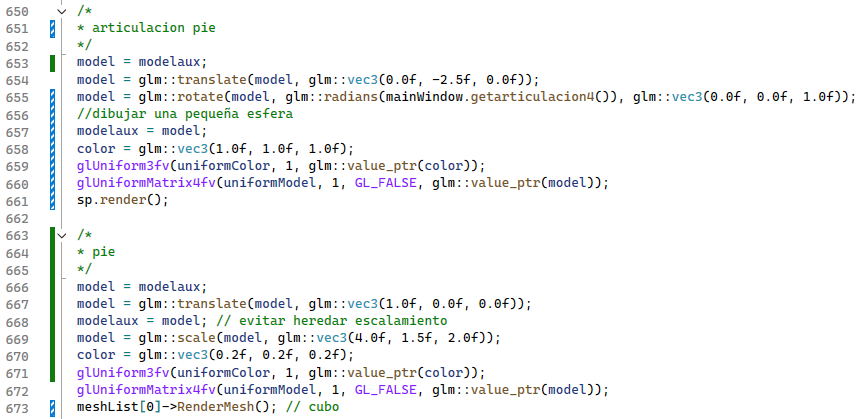 650 /*
651 * articulacion pie
652 */
653 model = modelaux;
654 model = glm::translate(model, glm::vec3(0.0f, -2.5f, 0.0f));
655 model = glm::rotate(model, glm::radians(mainWindow.getarticulacion4()), glm::vec3(0.0f, 0.0f, 1.0f));
656 //dibujar una pequeña esfera
657 modelaux = model;
658 color = glm::vec3(1.0f, 1.0f, 1.0f);
659 glUniform3fv(uniformColor, 1, glm::value_ptr(color));
660 glUniformMatrix4fv(uniformModel, 1, GL_FALSE, glm::value_ptr(model));
661 sp.render();
662
663 /*
664 * pie
665 */
666 model = modelaux;
667 model = glm::translate(model, glm::vec3(1.0f, 0.0f, 0.0f));
668 modelaux = model; // evitar heredar escalamiento
669 model = glm::scale(model, glm::vec3(4.0f, 1.5f, 2.0f));
670 color = glm::vec3(0.2f, 0.2f, 0.2f);
671 glUniform3fv(uniformColor, 1, glm::value_ptr(color));
672 glUniformMatrix4fv(uniformModel, 1, GL_FALSE, glm::value_ptr(model));
673 meshList[0]->RenderMesh(); // cubo